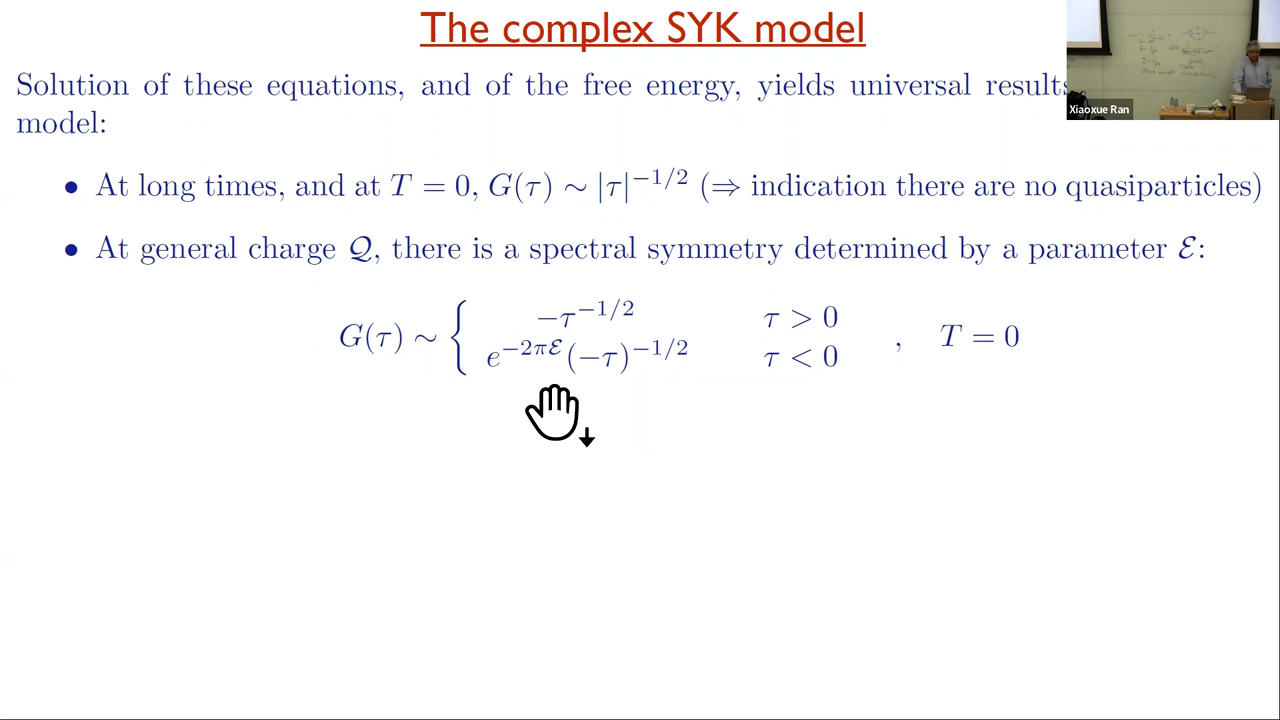 The complex SYK model
Solution of these equations, and of the free energy, yields universal results
model:
• At long times, and at T = 0, G(τ) ∼ |τ|^{−1/2} (⇒ indication there are no quasiparticles)
• At general charge 𝒬, there is a spectral symmetry determined by a parameter ℰ:
G(τ) ∼ { −τ^{−1/2} τ > 0
e^{−2πℰ}(−τ)^{−1/2} τ < 0 , T = 0
Xiaoxue Ran